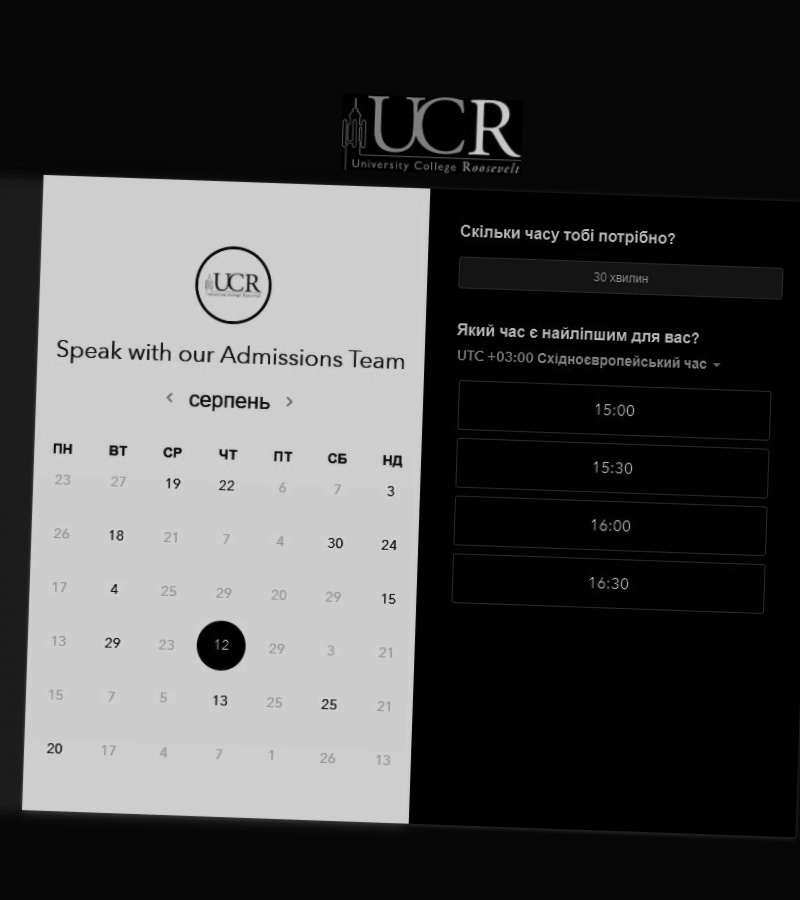 UCR
University College Roosevelt
UCR
University College Roosevelt
Speak with our Admissions Team
серпень
ПН ВТ СР ЧТ ПТ СБ НД
23 27 19 22 6 7 3
26 18 21 7 4 30 24
17 4 25 29 20 29 15
13 29 23 12 29 3 21
15 7 5 13 25 25 21
20 17 4 7 1 26 13
Скільки часу тобі потрібно?
30 хвилин
Який час є найліпшим для вас?
UTC +03:00 Східноєвропейський час
15:00
15:30
16:00
16:30